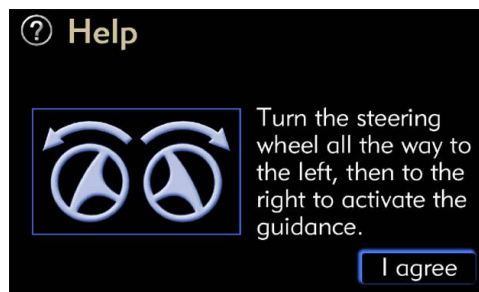 ? Help
Turn the steering
wheel all the way to
the left, then to the
right to activate the
guidance.
I agree